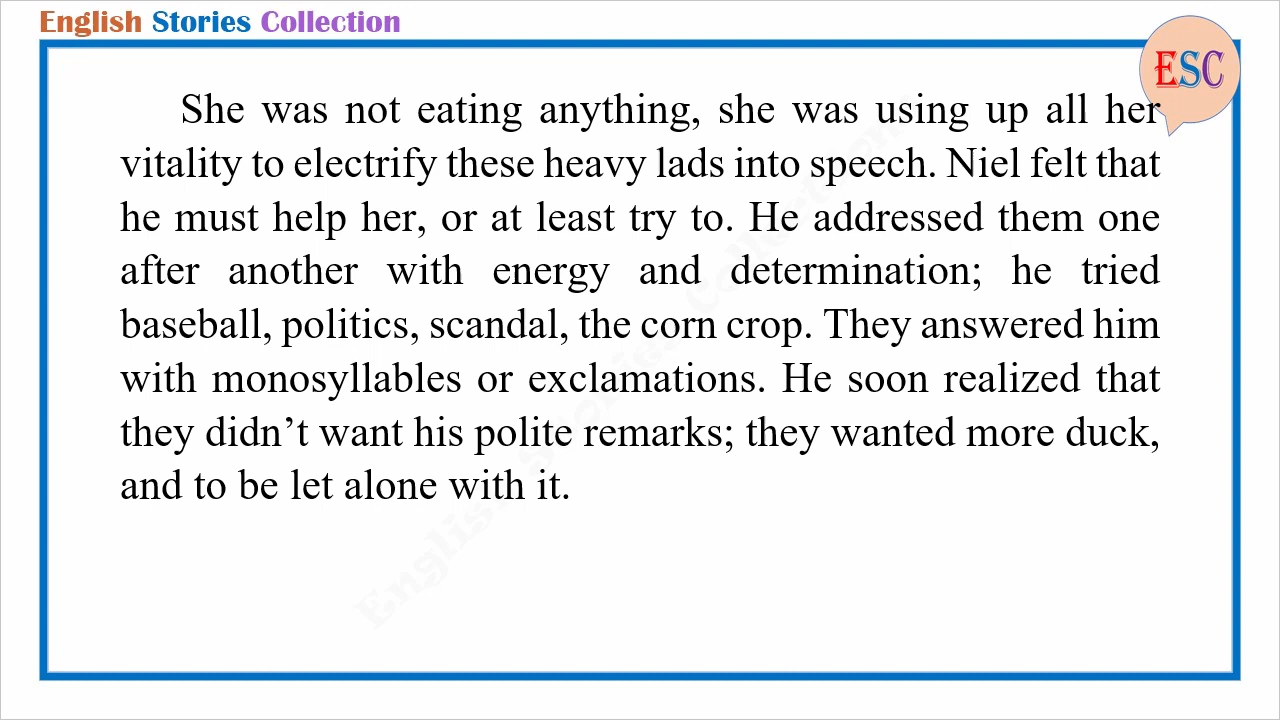 English Stories Collection
ESC
She was not eating anything, she was using up all her
vitality to electrify these heavy lads into speech. Niel felt that
he must help her, or at least try to. He addressed them one
after another with energy and determination; he tried
baseball, politics, scandal, the corn crop. They answered him
with monosyllables or exclamations. He soon realized that
they didn’t want his polite remarks; they wanted more duck,
and to be let alone with it.
English Stories Collection